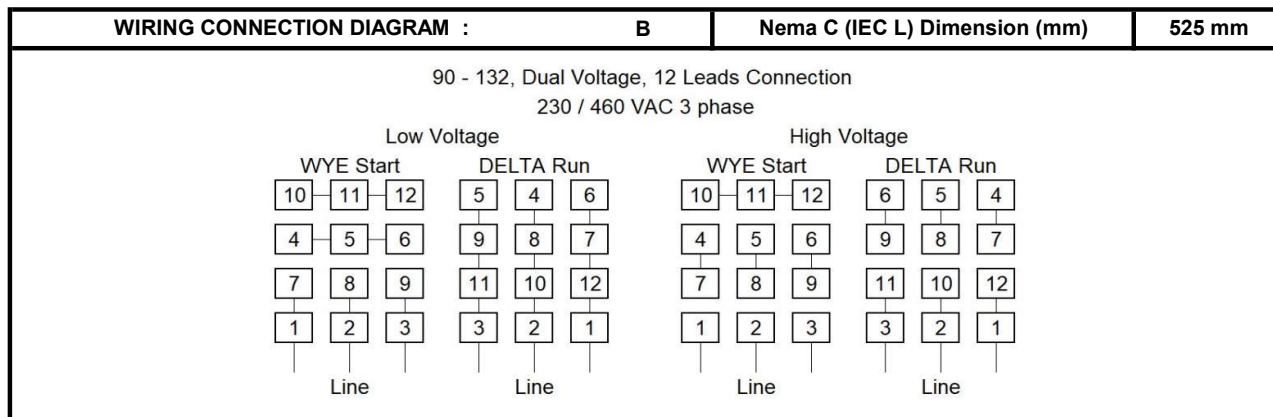 WIRING CONNECTION DIAGRAM : B Nema C (IEC L) Dimension (mm) 525 mm
90 - 132, Dual Voltage, 12 Leads Connection
230 / 460 VAC 3 phase
Low Voltage High Voltage
WYE Start DELTA Run WYE Start DELTA Run
10 11 12 5 4 6 10 11 12 6 5 4
4 5 6 9 8 7 4 5 6 9 8 7
7 8 9 11 10 12 7 8 9 11 10 12
1 2 3 3 2 1 1 2 3 3 2 1
Line Line Line Line